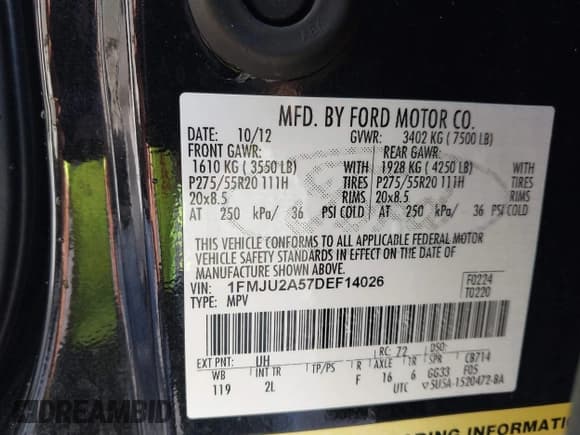 MFD. BY FORD MOTOR CO.
DATE: 10/12 GVWR: 3402 KG ( 7500 LB)
FRONT GAWR: REAR GAWR:
1610 KG ( 3550 LB) WITH 1928 KG ( 4250 LB) WITH
P275/55R20 111H TIRES P275/55R20 111H TIRES
20x8.5 RIMS 20x8.5 RIMS
AT 250 kPa/ 36 PSI COLD AT 250 kPa/ 36 PSI COLD
THIS VEHICLE CONFORMS TO ALL APPLICABLE FEDERAL MOTOR
VEHICLE SAFETY STANDARDS IN EFFECT ON THE DATE OF
MANUFACTURE SHOWN ABOVE.
VIN: 1FMJU2A57DEF14026 F0224
TYPE: MPV T0220
EXT PNT: UH RC: 72 DSO:
WB INT TR TP/PS R AXLE TR SPR CB714
119 2L F 16 6 GG33 F05
UTC ▽5U5A-1520472-BA
DREAMBID
DING INFORMATION